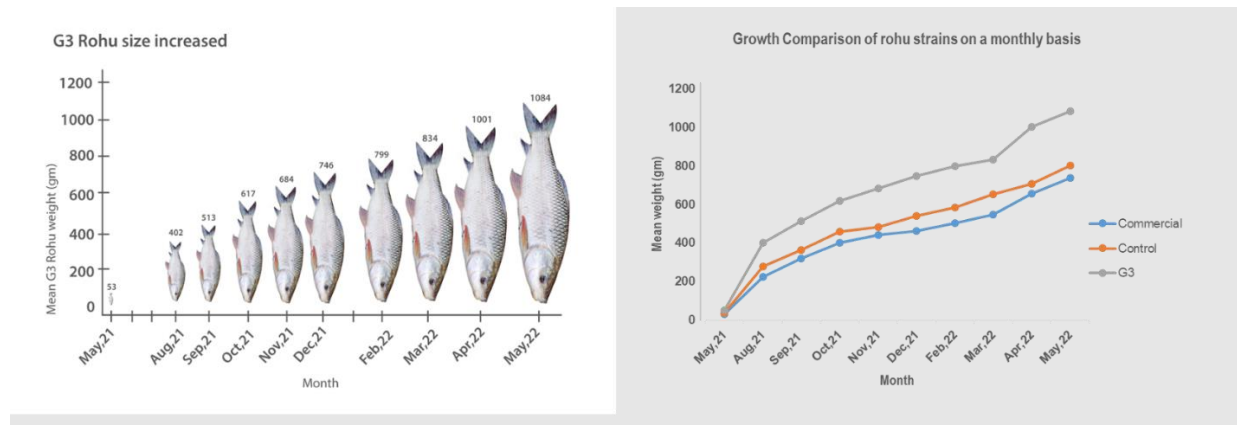 G3 Rohu size increased
Mean G3 Rohu weight (gm)
1200
1000
800
600
400
200
0
53
402
513
617
684
746
799
834
1001
1084
May,21
Aug,21
Sep,21
Oct,21
Nov,21
Dec,21
Feb,22
Mar,22
Apr,22
May,22
Month
Growth Comparison of rohu strains on a monthly basis
Mean weight (gm)
1200
1000
800
600
400
200
0
May,21
Aug,21
Sep,21
Oct,21
Nov,21
Dec,21
Feb,22
Mar,22
Apr,22
May,22
Month
Commercial
Control
G3